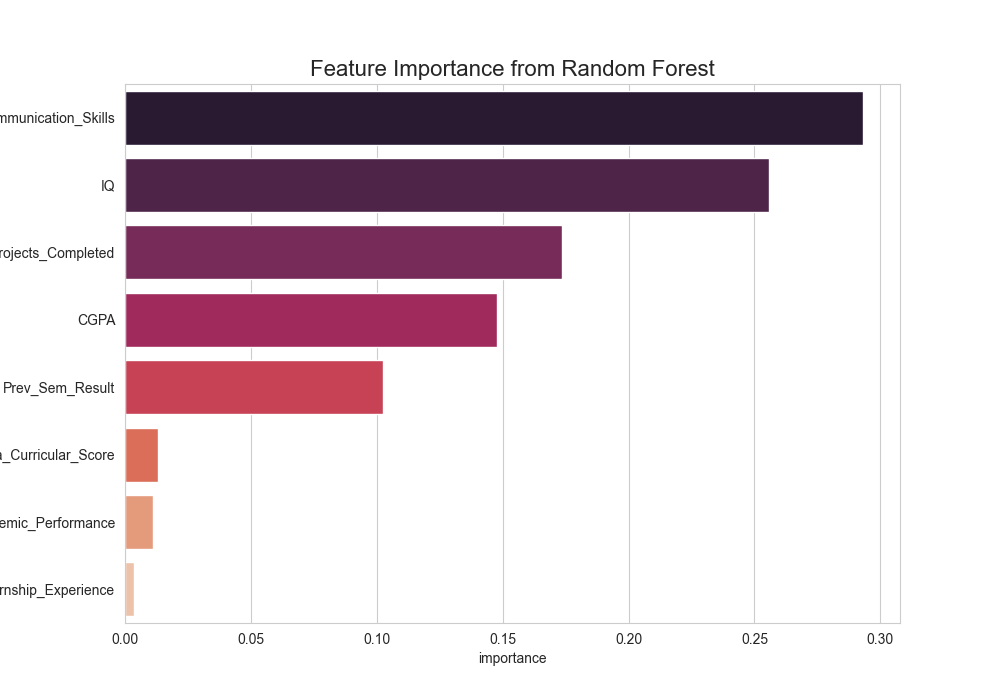 Feature Importance from Random Forest
mmunication_Skills
IQ
rojects_Completed
CGPA
Prev_Sem_Result
a_Curricular_Score
emic_Performance
rnship_Experience
0.00 0.05 0.10 0.15 0.20 0.25 0.30
importance